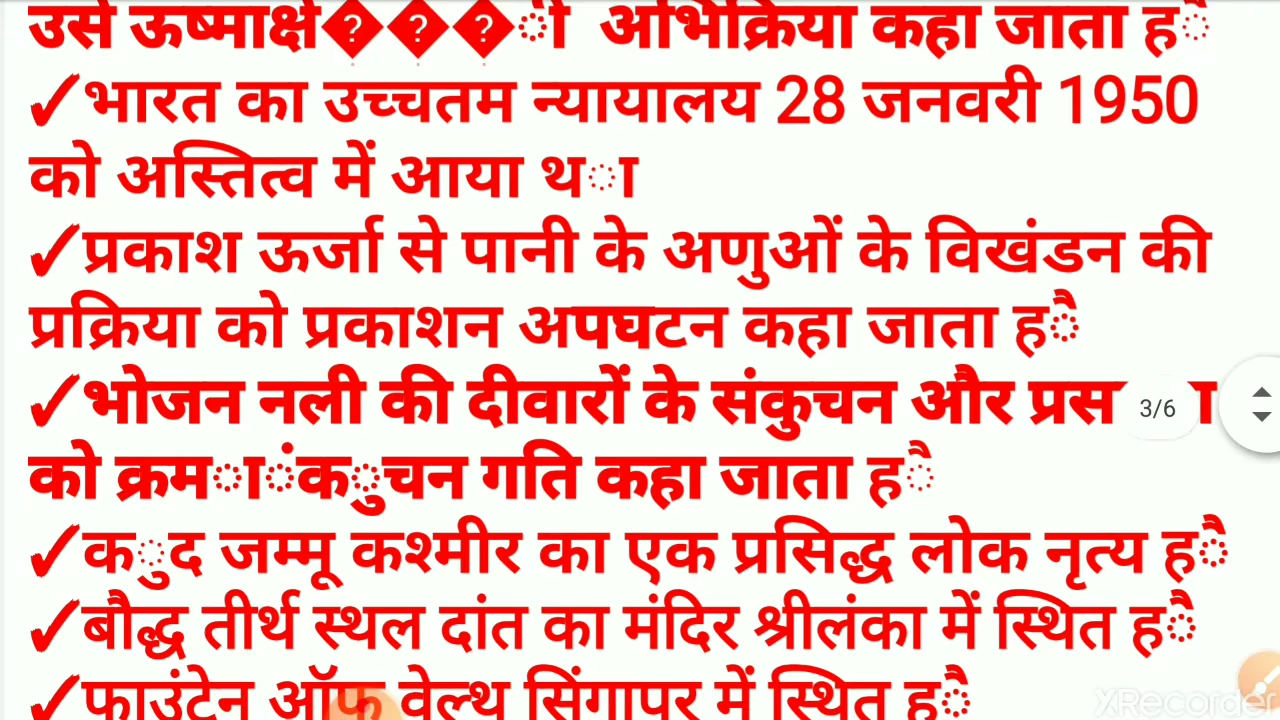 उसे ऊष्माक्षे���ी अभिक्रिया कहा जाता है
✓भारत का उच्चतम न्यायालय 28 जनवरी 1950
को अस्तित्व में आया था
✓प्रकाश ऊर्जा से पानी के अणुओं के विखंडन की
प्रक्रिया को प्रकाशन अपघटन कहा जाता है
✓भोजन नली की दीवारों के संकुचन और
3/6
को क्रमांकुचन गति कहा जाता है
✓कुद जम्मू कश्मीर का एक प्रसिद्ध लोक नृत्य है
✓बौद्ध तीर्थ स्थल दांत का मंदिर श्रीलंका में स्थित है
✓फाउंटेन ऑफ वेल्थ सिंगापुर में स्थित है
XRecorder